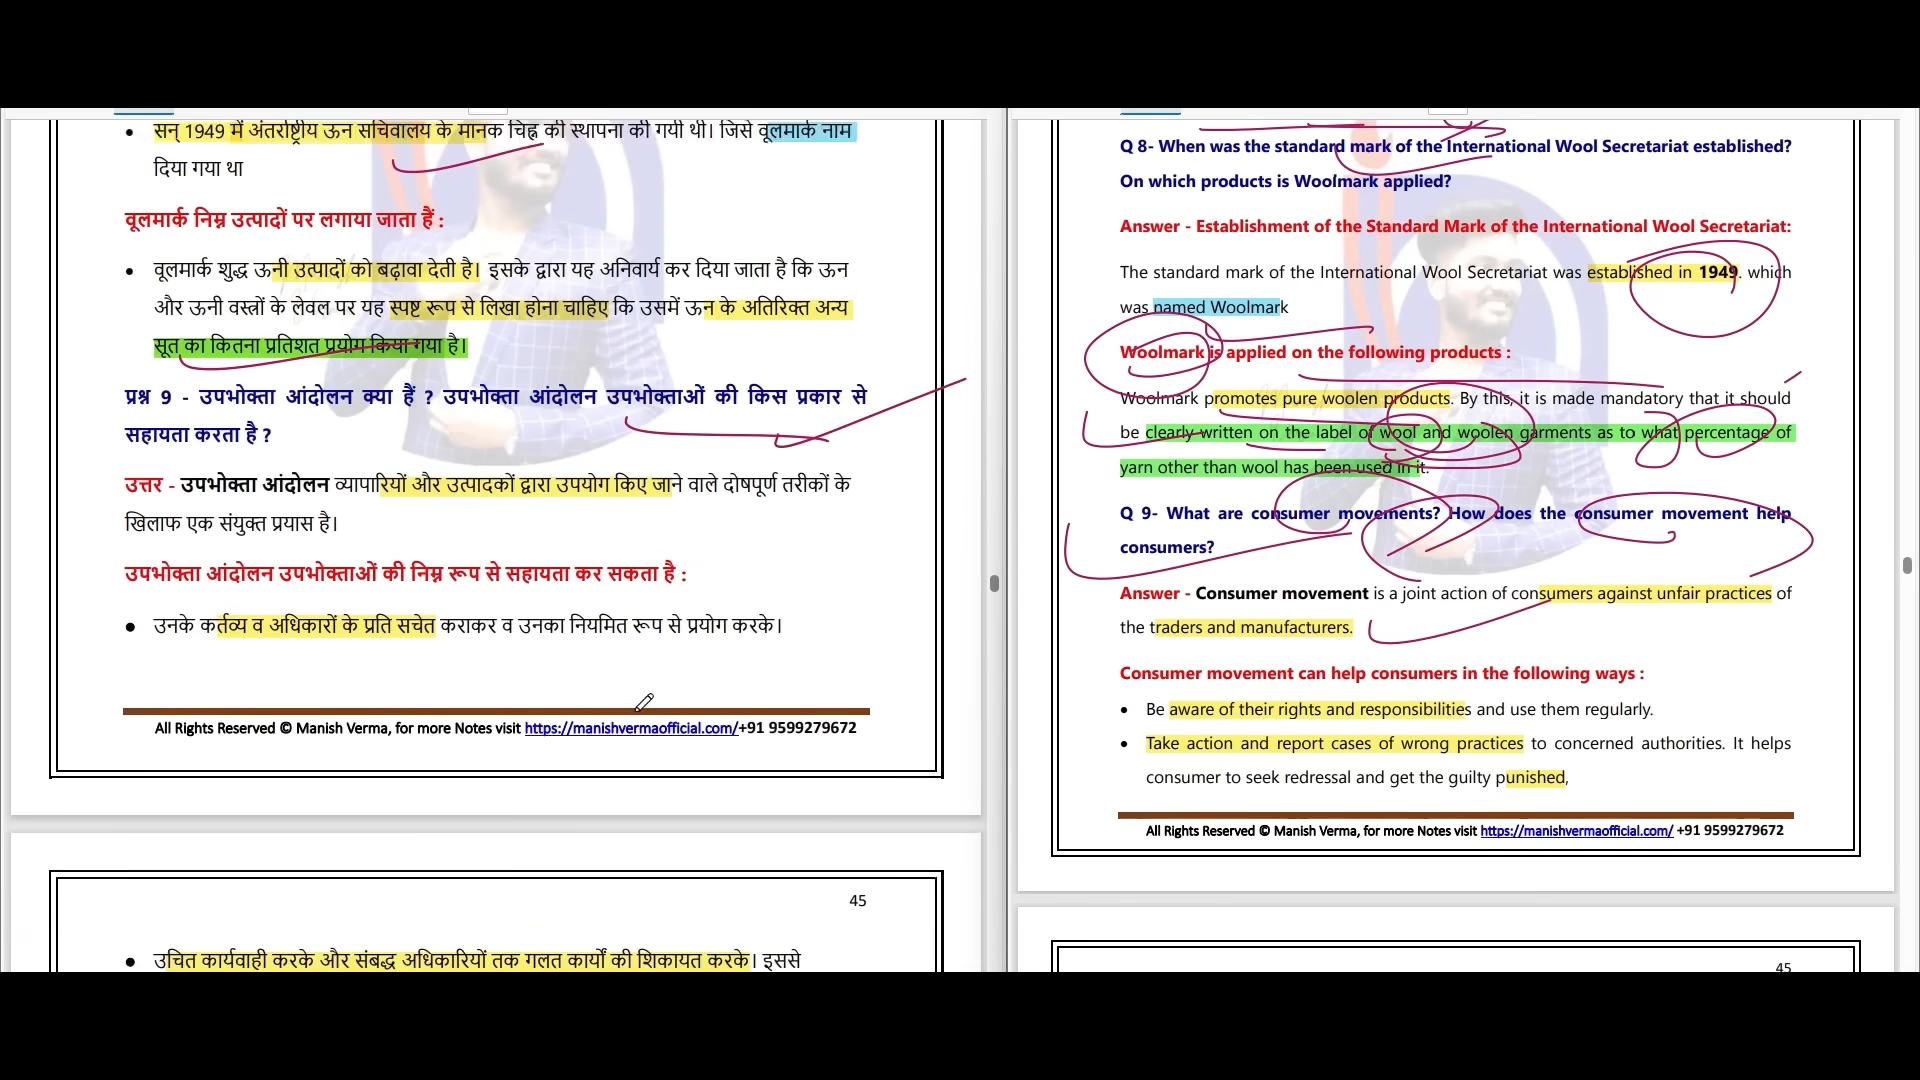 सन् 1949 में अंतर्राष्ट्रीय ऊन सचिवालय के मानक चिह्न की स्थापना की गयी थी। जिसे वूलमार्क नाम
दिया गया था
वूलमार्क निम्न उत्पादों पर लगाया जाता हैं :
वूलमार्क शुद्ध ऊनी उत्पादों को बढ़ावा देती है। इसके द्वारा यह अनिवार्य कर दिया जाता है कि ऊन
और ऊनी वस्त्रों के लेवल पर यह स्पष्ट रूप से लिखा होना चाहिए कि उसमें ऊन के अतिरिक्त अन्य
सूत का कितना प्रतिशत प्रयोग किया गया है।
प्रश्न 9 - उपभोक्ता आंदोलन क्या हैं ? उपभोक्ता आंदोलन उपभोक्ताओं की किस प्रकार से
सहायता करता है ?
उत्तर - उपभोक्ता आंदोलन व्यापारियों और उत्पादकों द्वारा उपयोग किए जाने वाले दोषपूर्ण तरीकों के
खिलाफ एक संयुक्त प्रयास है।
उपभोक्ता आंदोलन उपभोक्ताओं की निम्न रूप से सहायता कर सकता है :
उनके कर्तव्य व अधिकारों के प्रति सचेत कराकर व उनका नियमित रूप से प्रयोग करके।
All Rights Reserved © Manish Verma, for more Notes visit https://manishvermaofficial.com/+91 9599279672
45
उचित कार्यवाही करके और संबद्ध अधिकारियों तक गलत कार्यों की शिकायत करके। इससे
Q 8- When was the standard mark of the International Wool Secretariat established?
On which products is Woolmark applied?
Answer - Establishment of the Standard Mark of the International Wool Secretariat:
The standard mark of the International Wool Secretariat was established in 1949. which
was named Woolmark
Woolmark is applied on the following products :
Woolmark promotes pure woolen products. By this, it is made mandatory that it should
be clearly written on the label of wool and woolen garments as to what percentage of
yarn other than wool has been used in it.
Q 9- What are consumer movements? How does the consumer movement help
consumers?
Answer - Consumer movement is a joint action of consumers against unfair practices of
the traders and manufacturers.
Consumer movement can help consumers in the following ways :
Be aware of their rights and responsibilities and use them regularly.
Take action and report cases of wrong practices to concerned authorities. It helps
consumer to seek redressal and get the guilty punished,
All Rights Reserved © Manish Verma, for more Notes visit https://manishvermaofficial.com/ +91 9599279672
45